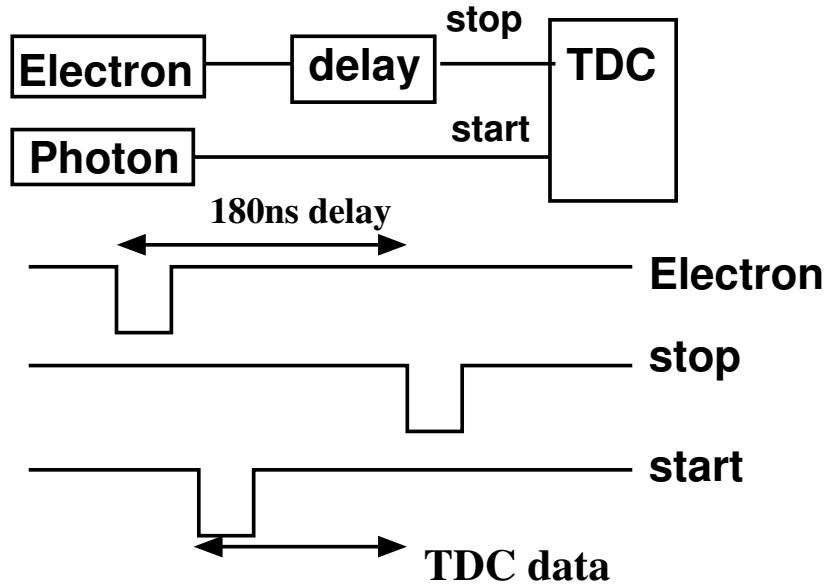 stop
Electron
delay
TDC
start
Photon
180ns delay
Electron
stop
start
TDC data